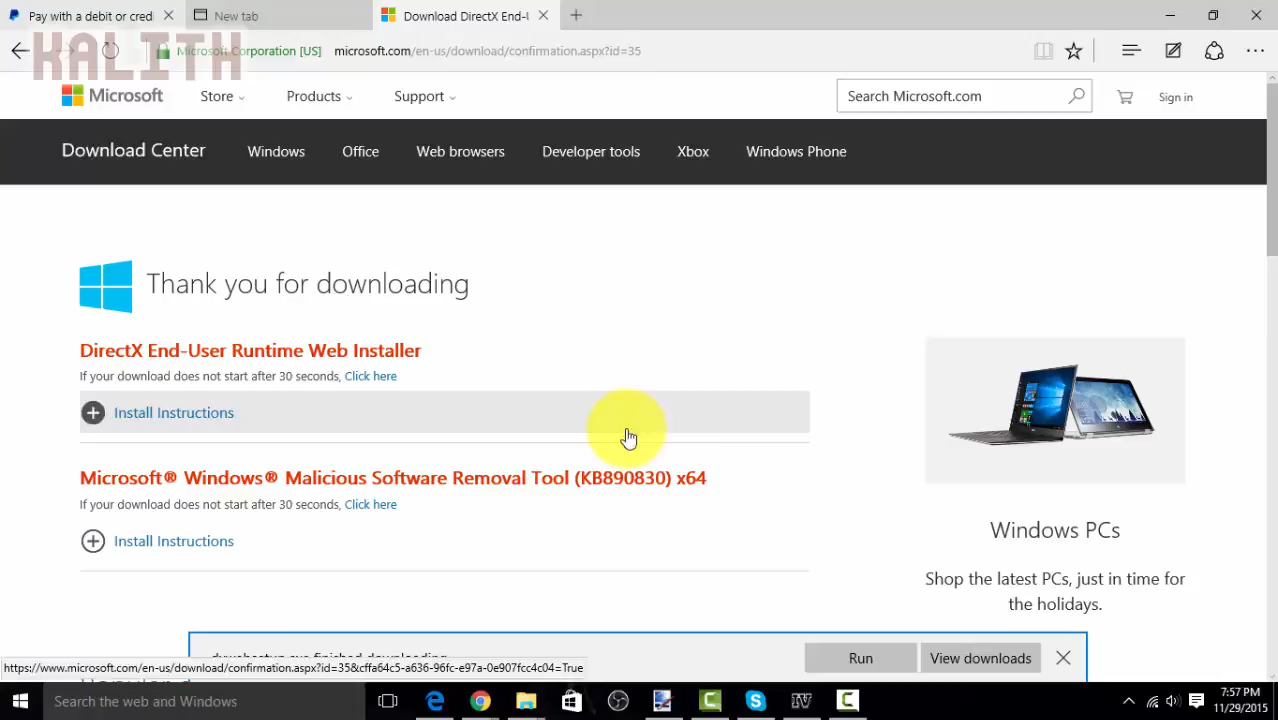 Pay with a debit or credi
New tab
Download DirectX End-U
KALITH
Microsoft Corporation [US] microsoft.com/en-us/download/confirmation.aspx?id=35
Microsoft Store Products Support Search Microsoft.com Sign in
Download Center Windows Office Web browsers Developer tools Xbox Windows Phone
Thank you for downloading
DirectX End-User Runtime Web Installer
If your download does not start after 30 seconds, Click here
Install Instructions
Microsoft® Windows® Malicious Software Removal Tool (KB890830) x64
If your download does not start after 30 seconds, Click here
Install Instructions
Windows PCs
Shop the latest PCs, just in time for
the holidays.
finished downloading
Run View downloads
https://www.microsoft.com/en-us/download/confirmation.aspx?id=35&cffa64c5-a636-96fc-e97a-0e907fcc4c04=True
Search the web and Windows
7:57 PM
11/29/2015